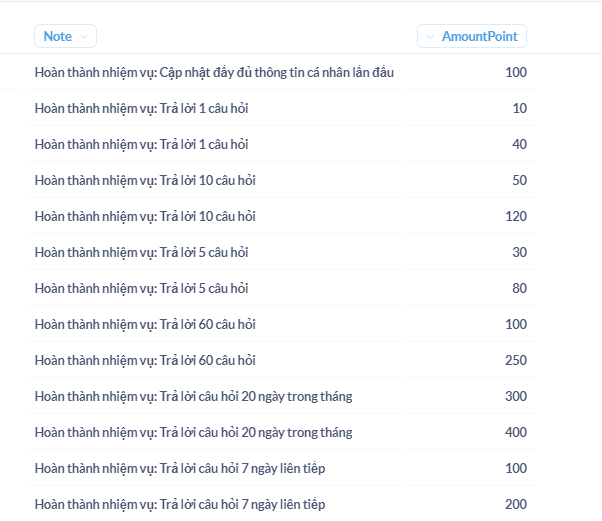 Note AmountPoint
Hoàn thành nhiệm vụ: Cập nhật đầy đủ thông tin cá nhân lần đầu 100
Hoàn thành nhiệm vụ: Trả lời 1 câu hỏi 10
Hoàn thành nhiệm vụ: Trả lời 1 câu hỏi 40
Hoàn thành nhiệm vụ: Trả lời 10 câu hỏi 50
Hoàn thành nhiệm vụ: Trả lời 10 câu hỏi 120
Hoàn thành nhiệm vụ: Trả lời 5 câu hỏi 30
Hoàn thành nhiệm vụ: Trả lời 5 câu hỏi 80
Hoàn thành nhiệm vụ: Trả lời 60 câu hỏi 100
Hoàn thành nhiệm vụ: Trả lời 60 câu hỏi 250
Hoàn thành nhiệm vụ: Trả lời câu hỏi 20 ngày trong tháng 300
Hoàn thành nhiệm vụ: Trả lời câu hỏi 20 ngày trong tháng 400
Hoàn thành nhiệm vụ: Trả lời câu hỏi 7 ngày liên tiếp 100
Hoàn thành nhiệm vụ: Trả lời câu hỏi 7 ngày liên tiếp 200